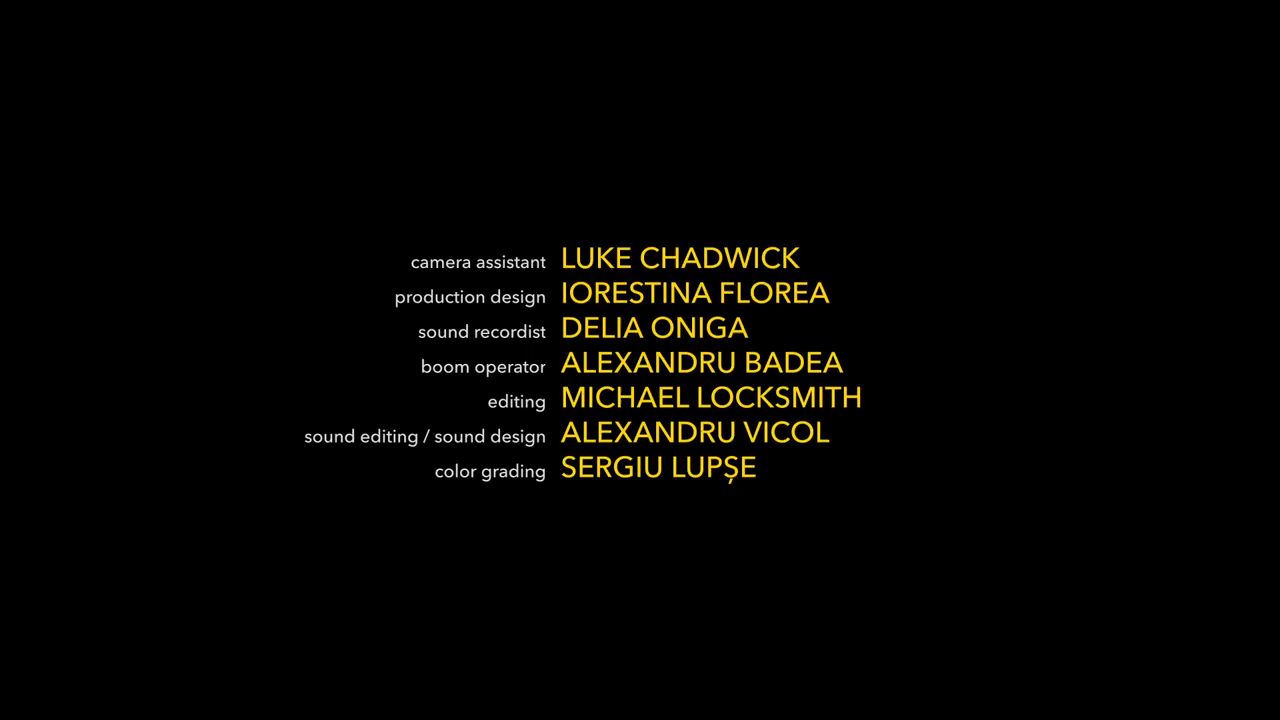 camera assistant LUKE CHADWICK
production design IORESTINA FLOREA
sound recordist DELIA ONIGA
boom operator ALEXANDRU BADEA
editing MICHAEL LOCKSMITH
sound editing / sound design ALEXANDRU VICOL
color grading SERGIU LUPȘE